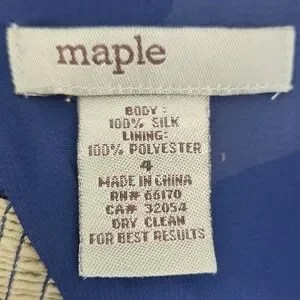 maple
BODY:
100% SILK
LINING:
100% POLYESTER
4
MADE IN CHINA
RN# 66170
CA# 32054
DRY CLEAN
FOR BEST RESULTS